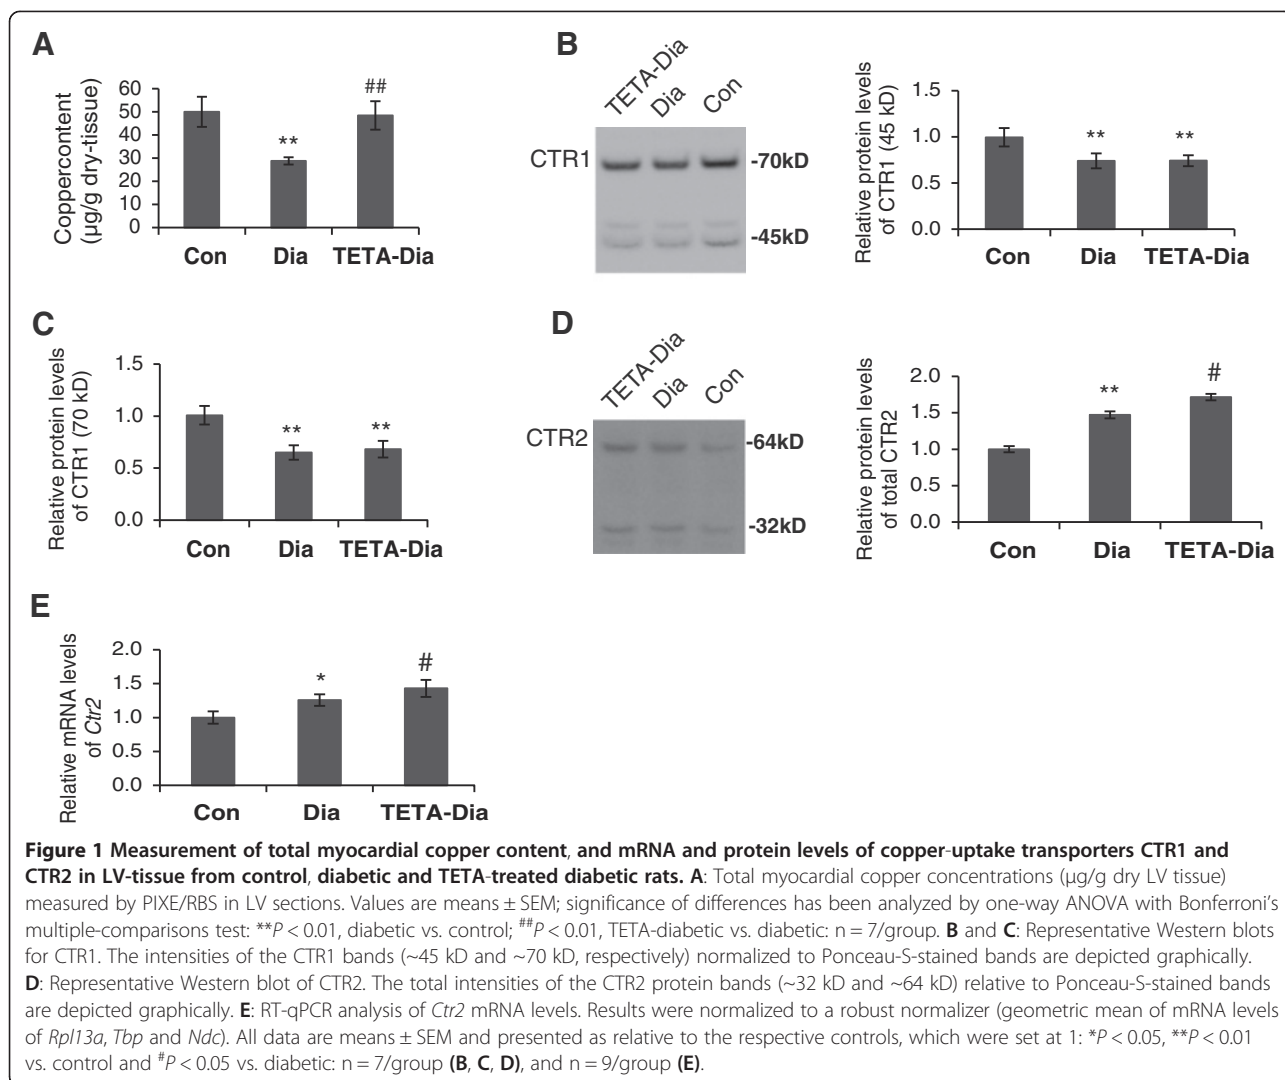 A
Coppercontent
(µg/g dry-tissue)
60
50
40
30
20
10
0
**
##
Con Dia TETA-Dia
B
TETA-Dia
Dia
Con
CTR1
-70kD
-45kD
Relative protein levels
of CTR1 (45 kD)
1.5
1.0
0.5
0.0
**
**
Con Dia TETA-Dia
C
Relative protein levels
of CTR1 (70 kD)
1.5
1.0
0.5
0.0
**
**
Con Dia TETA-Dia
D
TETA-Dia
Dia
Con
CTR2
-64kD
-32kD
Relative protein levels
of total CTR2
2.0
1.5
1.0
0.5
0.0
**
#
Con Dia TETA-Dia
E
Relative mRNA levels
of Ctr2
2.0
1.5
1.0
0.5
0.0
*
#
Con Dia TETA-Dia
Figure 1 Measurement of total myocardial copper content, and mRNA and protein levels of copper-uptake transporters CTR1 and
CTR2 in LV-tissue from control, diabetic and TETA-treated diabetic rats. A: Total myocardial copper concentrations (µg/g dry LV tissue)
measured by PIXE/RBS in LV sections. Values are means ± SEM; significance of differences has been analyzed by one-way ANOVA with Bonferroni's
multiple-comparisons test: **P < 0.01, diabetic vs. control; ##P < 0.01, TETA-diabetic vs. diabetic: n = 7/group. B and C: Representative Western blots
for CTR1. The intensities of the CTR1 bands (~45 kD and ~70 kD, respectively) normalized to Ponceau-S-stained bands are depicted graphically.
D: Representative Western blot of CTR2. The total intensities of the CTR2 protein bands (~32 kD and ~64 kD) relative to Ponceau-S-stained bands
are depicted graphically. E: RT-qPCR analysis of Ctr2 mRNA levels. Results were normalized to a robust normalizer (geometric mean of mRNA levels
of Rpl13a, Tbp and Ndc). All data are means ± SEM and presented as relative to the respective controls, which were set at 1: *P < 0.05, **P < 0.01
vs. control and #P < 0.05 vs. diabetic: n = 7/group (B, C, D), and n = 9/group (E).